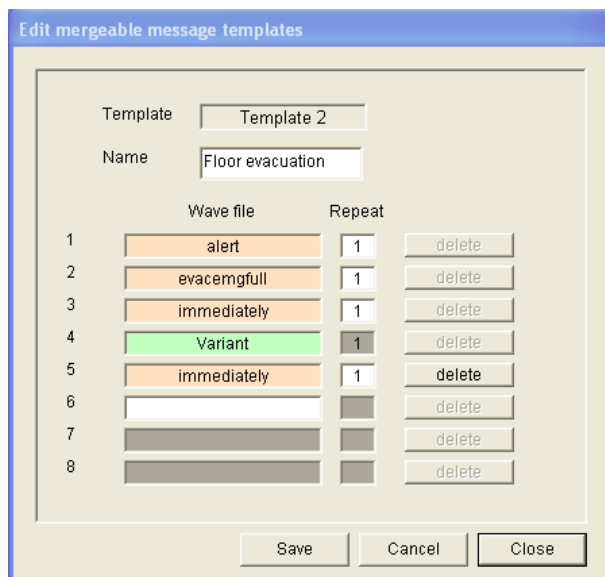 Edit mergeable message templates
Template Template 2
Name Floor evacuation
Wave file Repeat
1 alert 1 delete
2 evacemgfull 1 delete
3 immediately 1 delete
4 Variant 1 delete
5 immediately 1 delete
6 delete
7 delete
8 delete
Save Cancel Close